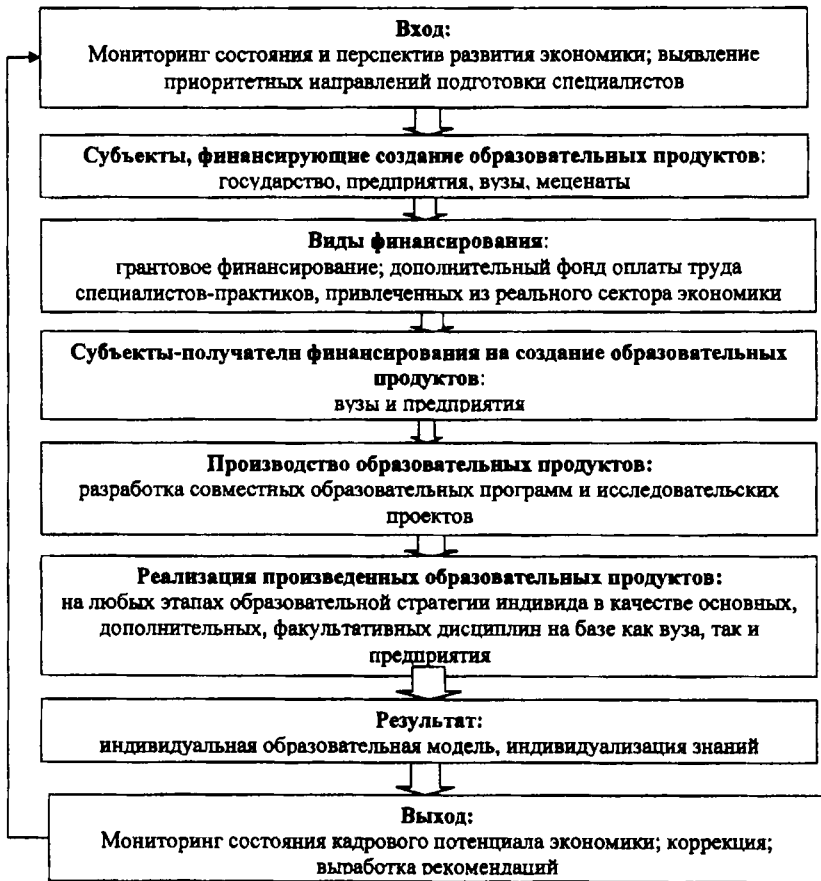 Вход:
Мониторинг состояния и перспектив развития экономики; выявление
приоритетных направлений подготовки специалистов
Субъекты, финансирующие создание образовательных продуктов:
государство, предприятия, вузы, меценаты
Виды финансирования:
грантовое финансирование; дополнительный фонд оплаты труда
специалистов-практиков, привлеченных из реального сектора экономики
Субъекты-получатели финансирования на создание образовательных
продуктов:
вузы и предприятия
Производство образовательных продуктов:
разработка совместных образовательных программ и исследовательских
проектов
Реализация произведенных образовательных продуктов:
на любых этапах образовательной стратегии индивида в качестве основных,
дополнительных, факультативных дисциплин на базе как вуза, так и
предприятия
Результат:
индивидуальная образовательная модель, индивидуализация знаний
Выход:
Мониторинг состояния кадрового потенциала экономики; коррекция;
выработка рекомендаций